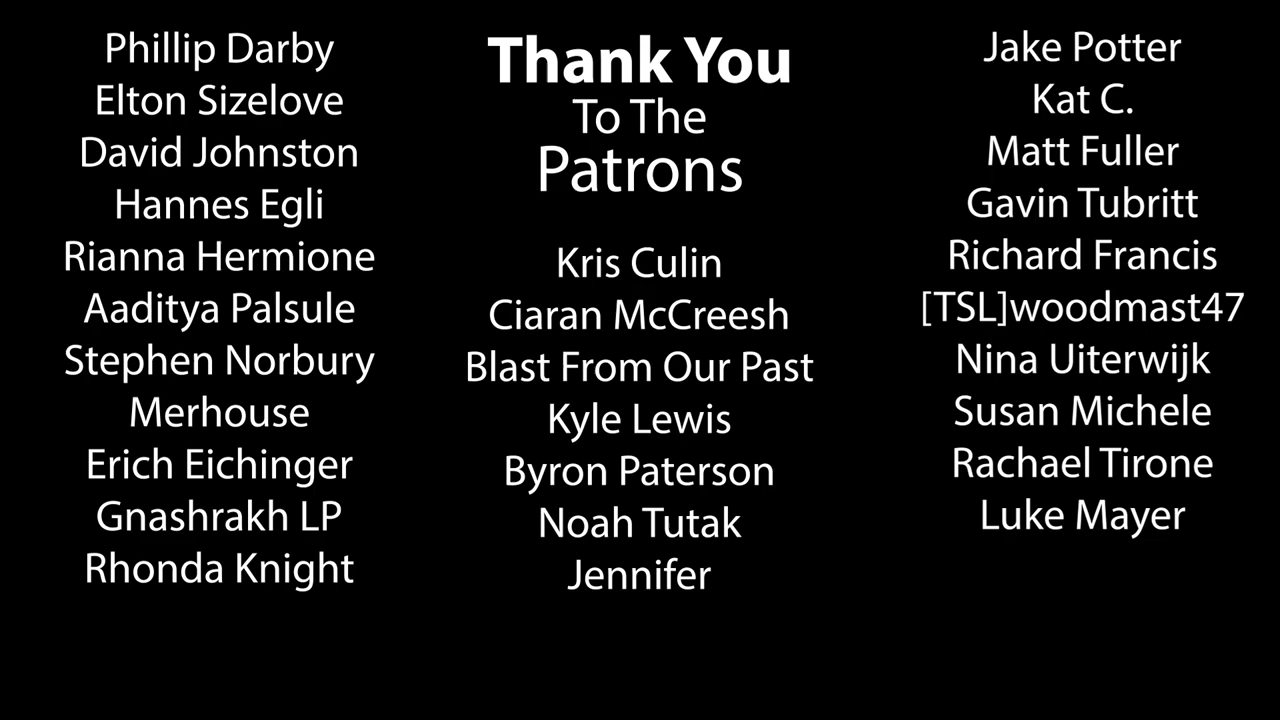 Phillip Darby
Elton Sizelove
David Johnston
Hannes Egli
Rianna Hermione
Aaditya Palsule
Stephen Norbury
Merhouse
Erich Eichinger
Gnashrakh LP
Rhonda Knight
Thank You
To The
Patrons
Kris Culin
Ciaran McCreesh
Blast From Our Past
Kyle Lewis
Byron Paterson
Noah Tutak
Jennifer
Jake Potter
Kat C.
Matt Fuller
Gavin Tubritt
Richard Francis
[TSL]woodmast47
Nina Uiterwijk
Susan Michele
Rachael Tirone
Luke Mayer